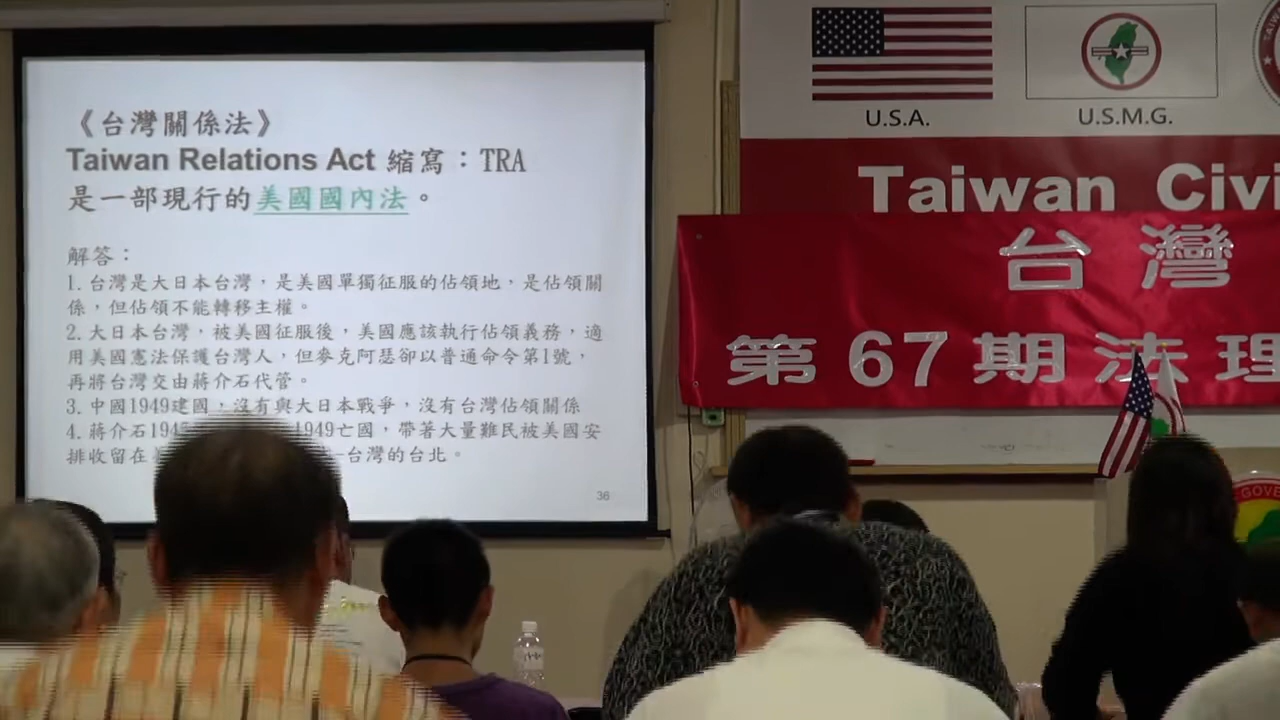 《台灣關係法》
Taiwan Relations Act 縮寫：TRA
是一部現行的美國國內法。
解答：
1. 台灣是大日本台灣，是美國單獨征服的佔領地，是佔領關
係，但佔領不能轉移主權。
2. 大日本台灣，被美國征服後，美國應該執行佔領義務，適
用美國憲法保護台灣人，但麥克阿瑟卻以普通命令第1號，
再將台灣交由蔣介石代管。
3. 中國1949建國，沒有與大日本戰爭，沒有台灣佔領關係
4. 蔣介石194 1949亡國，帶著大量難民被美國安
排收留在 台灣的台北。
36
U.S.A.
U.S.M.G.
Taiwan Civi
台灣
第67期法理
GOVE